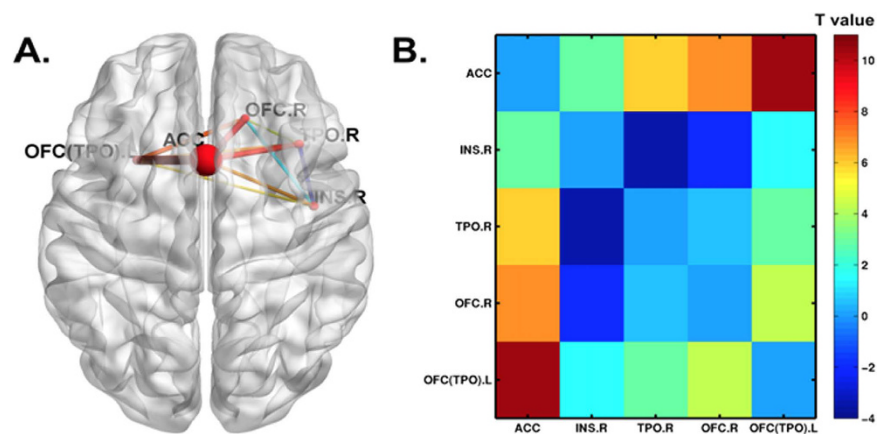 A.
OFC.R
ACC
TPO.R
OFC(TPO).L
INS.R
B.
T value
ACC
INS.R
TPO.R
OFC.R
OFC(TPO).L
ACC INS.R TPO.R OFC.R OFC(TPO).L
10
8
6
4
2
0
−2
−4